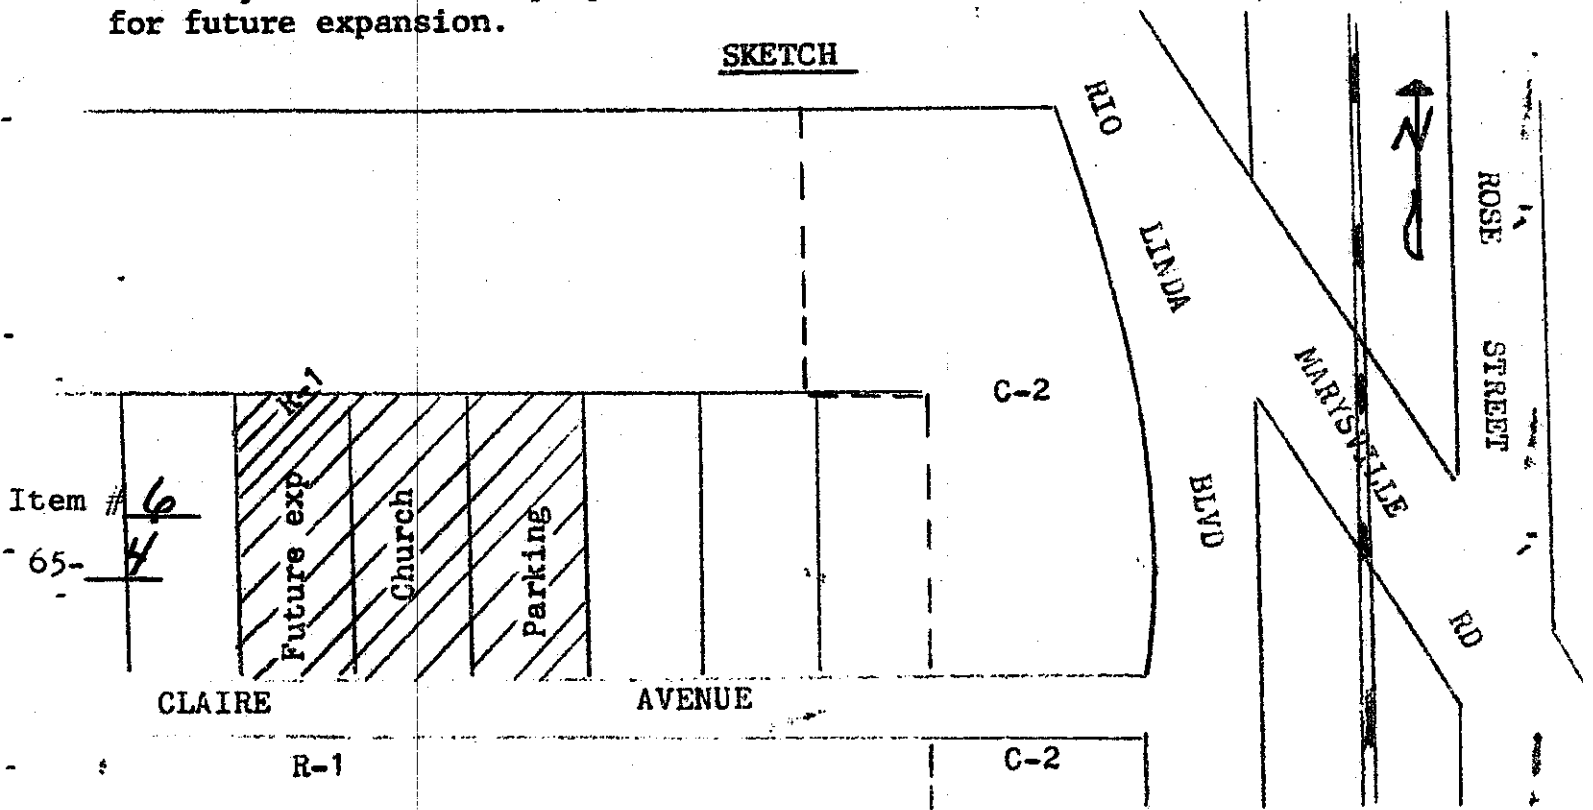 for future expansion.
SKETCH
RIO
LINDA
BLVD
MARYSVILLE
RD
ROSE
STREET
N
C-2
R-1
Item # 6
65-
Future exp
Church
Parking
CLAIRE AVENUE
R-1
C-2